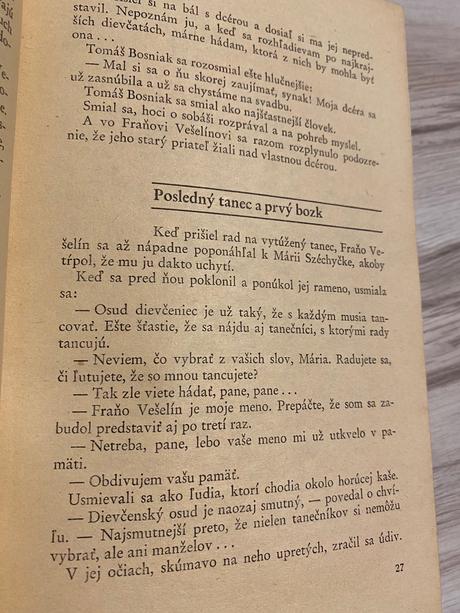 si na bál s dcérou a dosiaľ si ma jej nepred-
stavil. Nepoznám ju, a keď sa rozhliadievam po najkraj-
ších dievčatách, márne hádam, ktorá z nich by mohla byť
ona . . .
Tomáš Bosniak sa rozosmial ešte hlučnejšie:
— Mal si sa o ňu skorej zaujímať, synak! Moja dcéra sa
už zasnúbila a už sa chystáme na svadbu.
Tomáš Bosniak sa smial ako najšťastnejší človek.
Smial sa, hoci o sobáši rozprával a na pohreb myslel.
A vo Fraňovi Vešelínovi sa razom rozplynulo podozre-
nie, že jeho starý priateľ žiali nad vlastnou dcérou.
Posledný tanec a prvý bozk
Keď prišiel rad na vytúžený tanec, Fraňo Ve-
šelín sa až nápadne poponáhľal k Márii Széchyčke, akoby
tŕpol, že mu ju dakto uchytí.
Keď sa pred ňou poklonil a ponúkol jej rameno, usmiala
sa:
— Osud dievčeniec je už taký, že s každým musia tan-
covať. Ešte šťastie, že sa nájdu aj tanečníci, s ktorými rady
tancujú.
— Neviem, čo vybrať z vašich slov, Mária. Radujete sa,
či ľutujete, že so mnou tancujete?
— Tak zle viete hádať, pane, pane . . .
— Fraňo Vešelín je moje meno. Prepáčte, že som sa za-
budol predstaviť aj po tretí raz.
— Netreba, pane, lebo vaše meno mi už utkvelo v pa-
mäti.
— Obdivujem vašu pamäť.
Usmievali sa ako ľudia, ktorí chodia okolo horúcej kaše.
— Dievčenský osud je naozaj smutný, — povedal o chví-
ľu. — Najsmutnejší preto, že nielen tanečníkov si nemôžu
vybrať, ale ani manželov . . .
V jej očiach, skúmavo na neho upretých, zračil sa údiv.
27